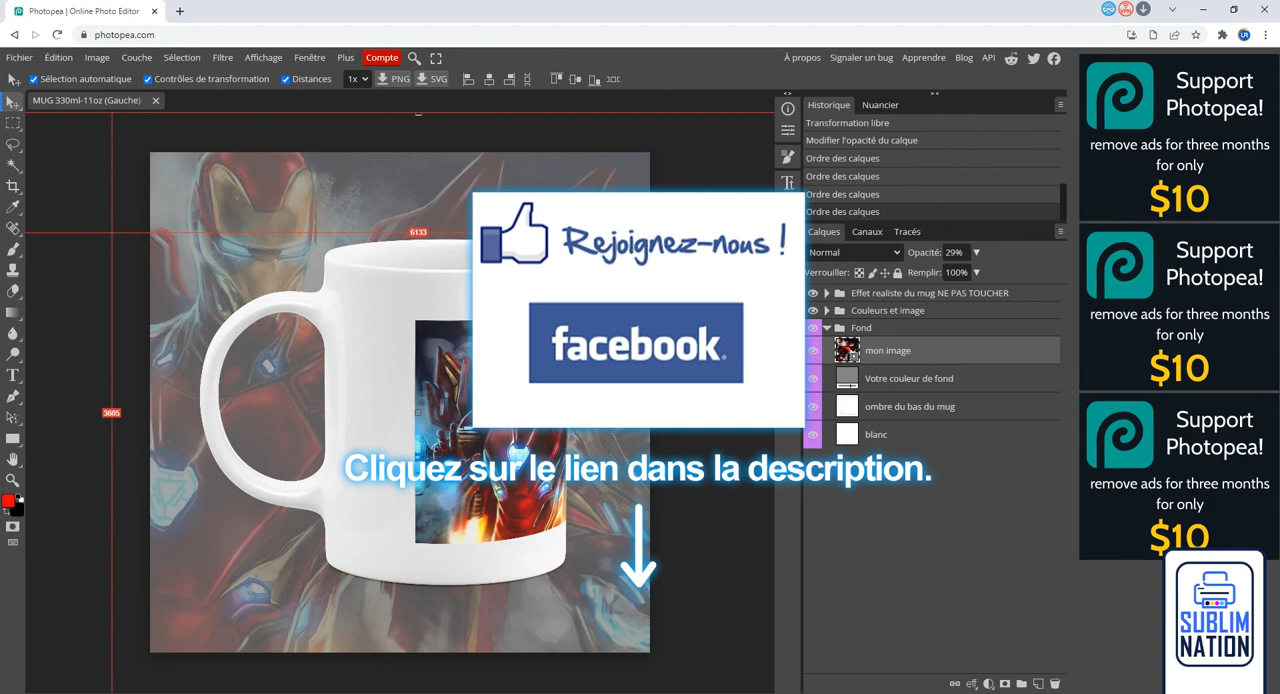 Photopea | Online Photo Editor
photopea.com
Fichier Édition Image Couche Sélection Filtre Affichage Fenêtre Plus Compte
À propos Signaler un bug Apprendre Blog API
Sélection automatique Contrôles de transformation Distances 1x PNG SVG
MUG 330ml-11oz (Gauche)
Historique Nuancier
Transformation libre
Modifier l'opacité du calque
Ordre des calques
Ordre des calques
Ordre des calques
Ordre des calques
Calques Canaux Tracés
Normal Opacité: 29%
Verrouiller: Remplir: 100%
Effet realiste du mug NE PAS TOUCHER
Couleurs et image
Fond
mon image
Votre couleur de fond
ombre du bas du mug
blanc
6133
3605
Rejoignez-nous !
facebook
Cliquez sur le lien dans la description.
Support
Photopea!
remove ads for three months
for only
$10
Support
Photopea!
remove ads for three months
for only
$10
Support
Photopea!
remove ads for three months
for only
$10
SUBLIM
NATION
UR